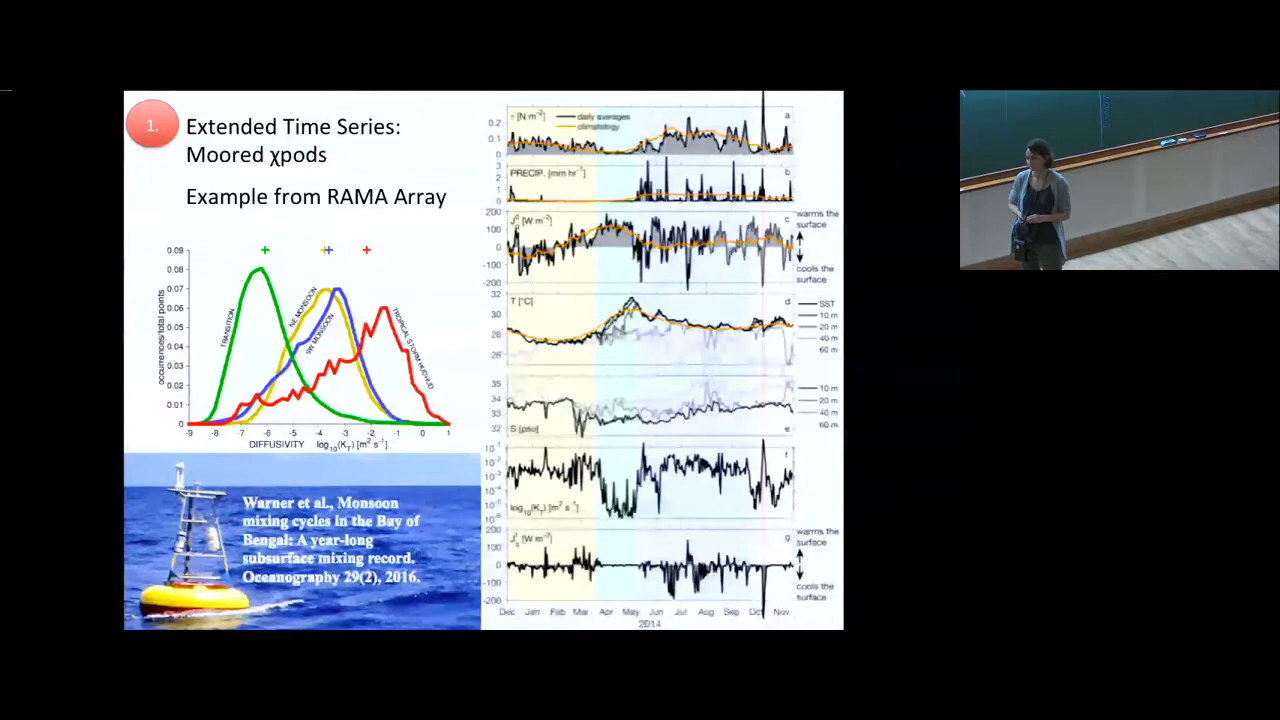 1.
Extended Time Series:
Moored χpods
Example from RAMA Array
0.09
0.08
0.07
0.06
0.05
0.04
0.03
0.02
0.01
0
occurrences/total points
TRANSITION
NE MONSOON
SW MONSOON
TROPICAL STORM HUDHUD
-9 -8 -7 -6 -5 -4 -3 -2 -1 0 1
DIFFUSIVITY log10(KT) [m² s⁻¹]
Warner et al., Monsoon
mixing cycles in the Bay of
Bengal: A year-long
subsurface mixing record.
Oceanography 29(2), 2016.
τ [N m⁻²]
daily averages
climatology
a
0.2
0.1
0
PRECIP. [mm hr⁻¹]
b
3
2
1
0
[W m⁻²]
c
200
100
0
-100
-200
warms the
surface
cools the
surface
T [°C]
d
32
30
28
26
SST
10 m
20 m
40 m
60 m
35
34
33
32
S [psu]
e
10 m
20 m
40 m
60 m
f
log10(KT) [m² s⁻¹]
[W m⁻²]
g
200
100
0
-100
-200
warms the
surface
cools the
surface
Dec Jan Feb Mar Apr May Jun Jul Aug Sep Oct Nov
2014